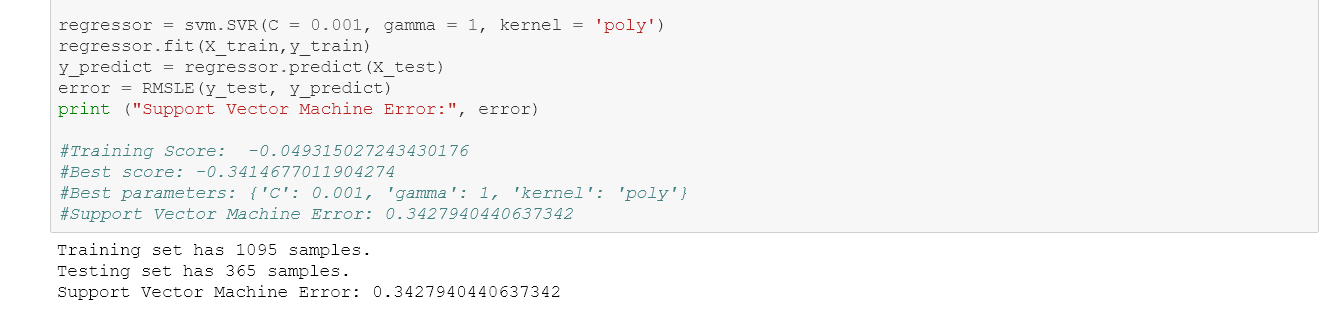 regressor = svm.SVR(C = 0.001, gamma = 1, kernel = 'poly')
regressor.fit(X_train,y_train)
y_predict = regressor.predict(X_test)
error = RMSLE(y_test, y_predict)
print ("Support Vector Machine Error:", error)
#Training Score:  -0.049315027243430176
#Best score: -0.3414677011904274
#Best parameters: {'C': 0.001, 'gamma': 1, 'kernel': 'poly'}
#Support Vector Machine Error: 0.3427940440637342
Training set has 1095 samples.
Testing set has 365 samples.
Support Vector Machine Error: 0.3427940440637342